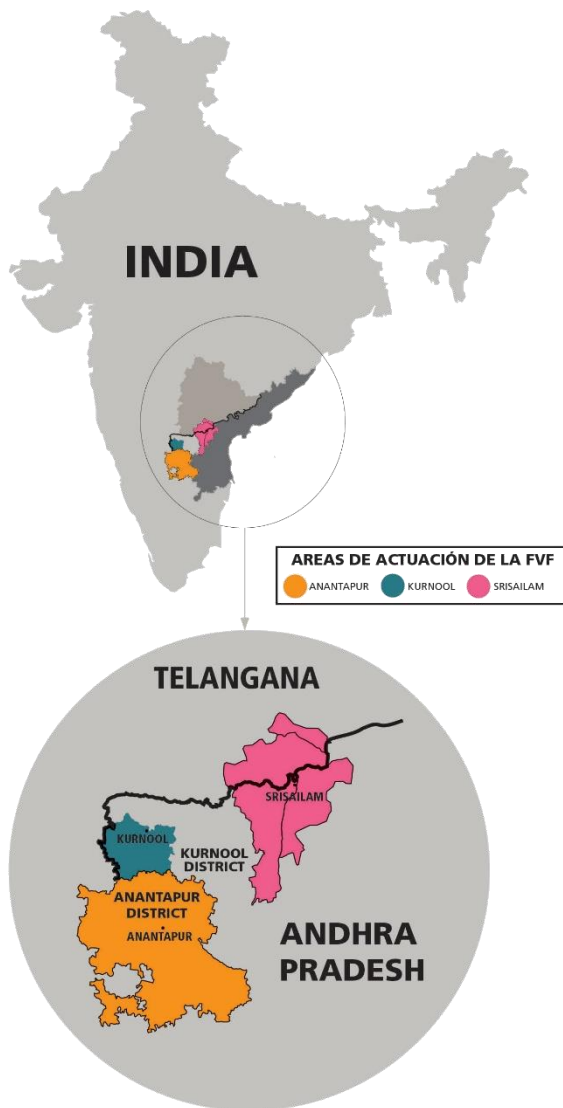 INDIA
AREAS DE ACTUACIÓN DE LA FVF
ANANTAPUR KURNOOL SRISAILAM
TELANGANA
SRISAILAM
KURNOOL
KURNOOL
DISTRICT
ANANTAPUR
DISTRICT
ANANTAPUR
ANDHRA
PRADESH